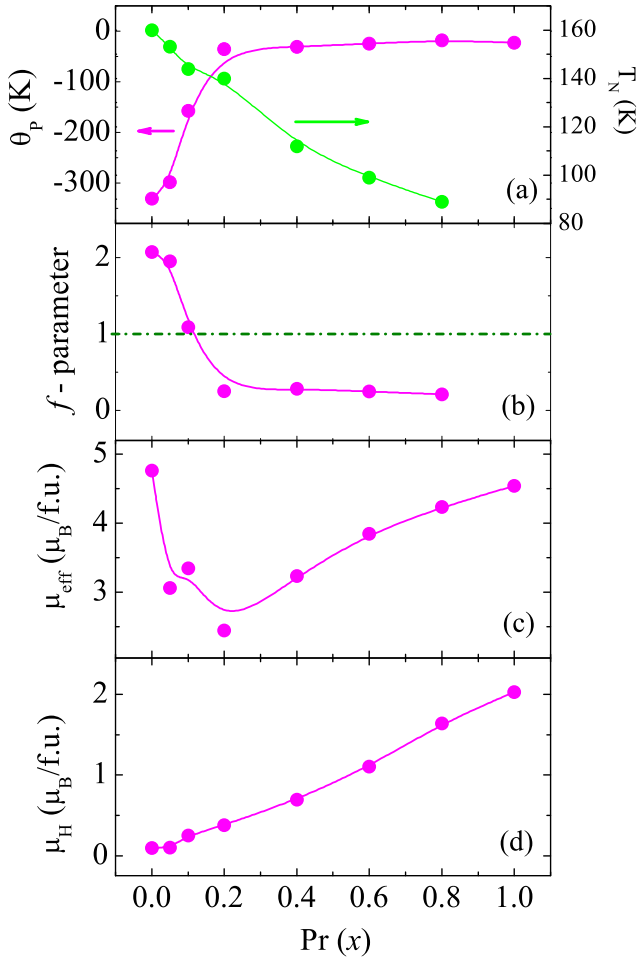 0
-100
-200
-300
θP (K)
160
140
120
100
80
TN (K)
(a)
2
1
0
f - parameter
(b)
5
4
3
μeff (μB/f.u.)
(c)
2
1
0
μH (μB/f.u.)
(d)
0.0 0.2 0.4 0.6 0.8 1.0
Pr (x)